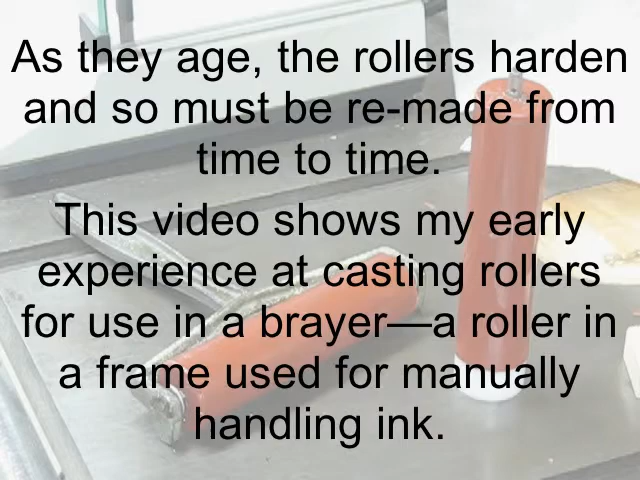 As they age, the rollers harden
and so must be re-made from
time to time.
This video shows my early
experience at casting rollers
for use in a brayer—a roller in
a frame used for manually
handling ink.